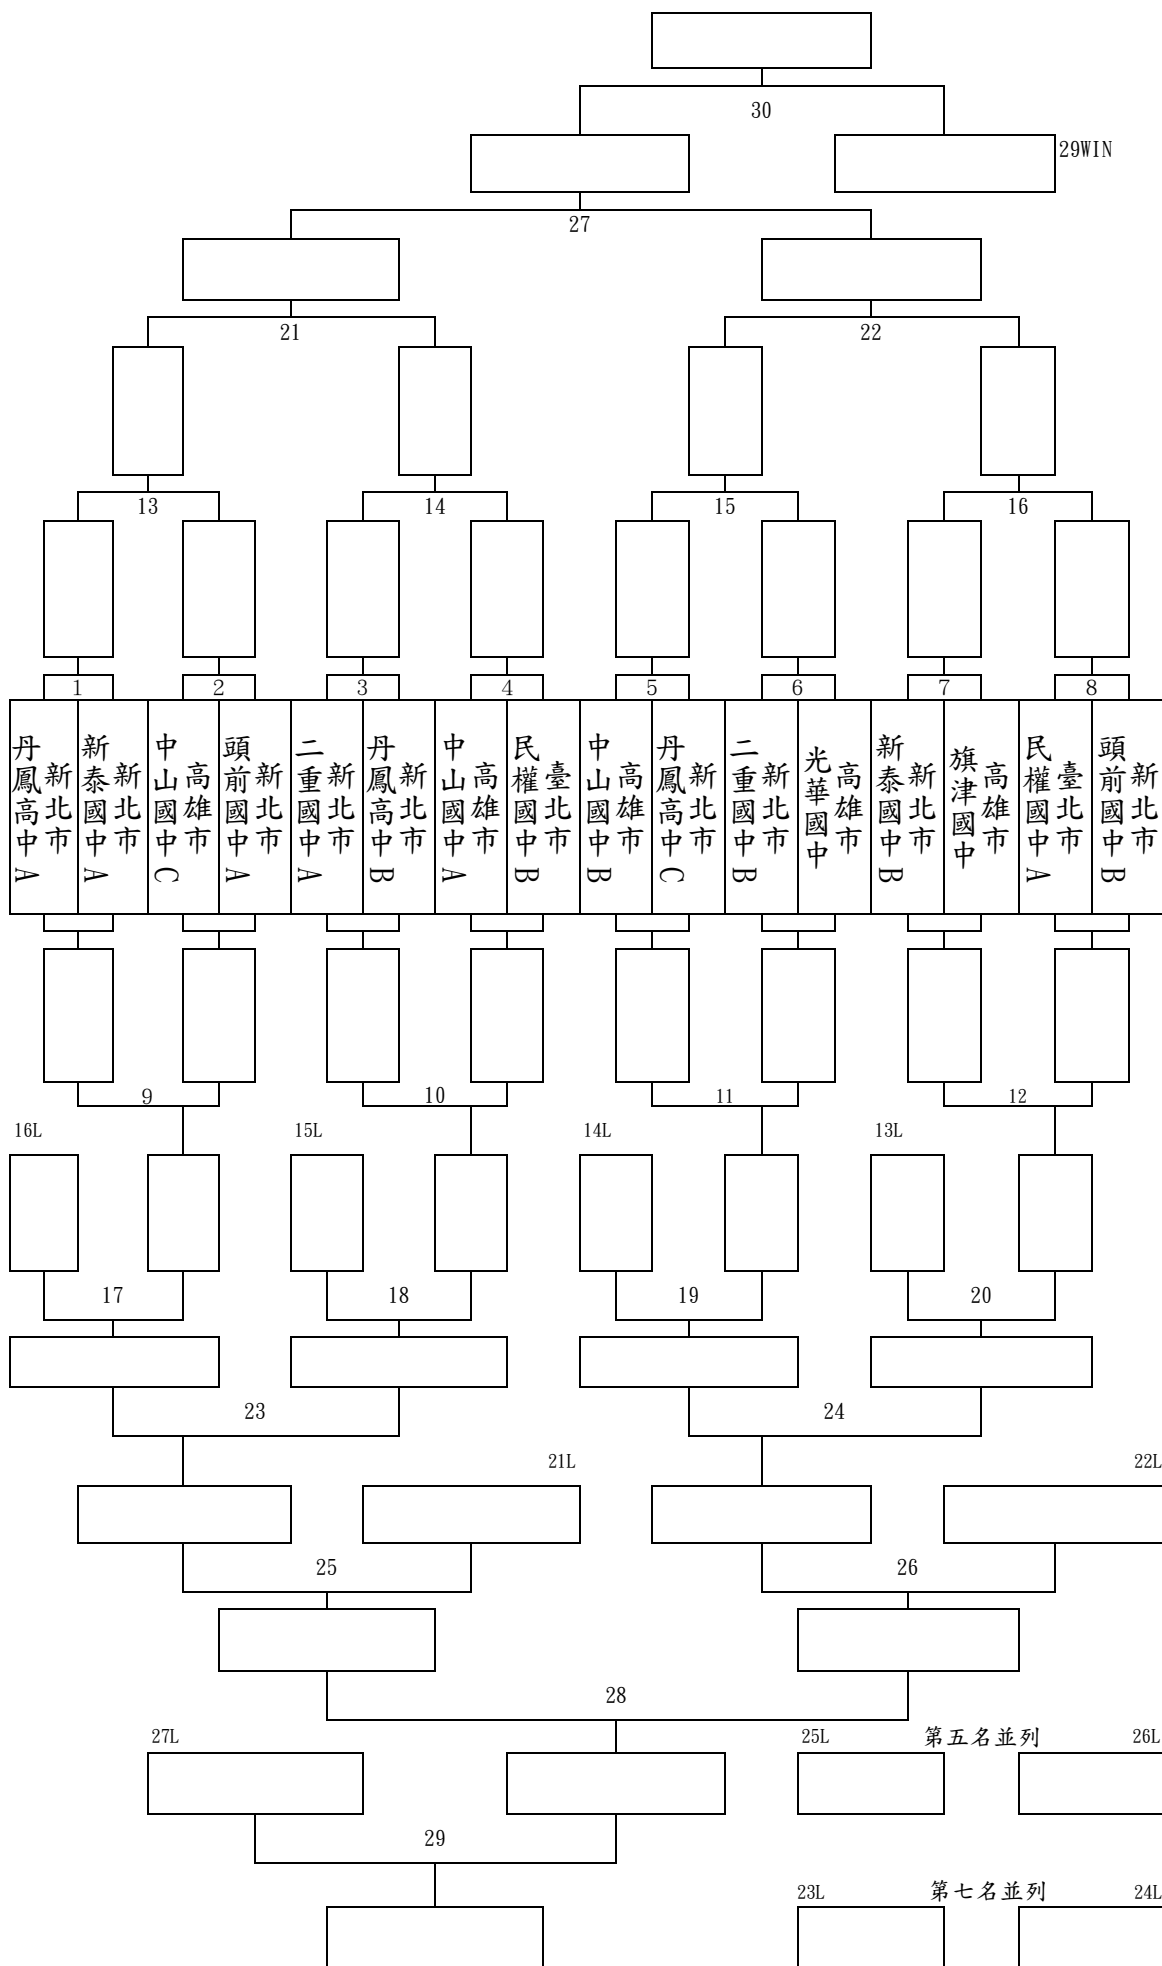 30
29WIN
27
21
22
13
14
15
16
1
2
3
4
5
6
7
8
丹鳳高中A
新北市
新泰國中A
新北市
中山國中C
高雄市
頭前國中A
新北市
二重國中A
新北市
丹鳳高中B
新北市
中山國中A
高雄市
民權國中B
臺北市
中山國中B
高雄市
丹鳳高中C
新北市
二重國中B
新北市
光華國中
高雄市
新泰國中B
新北市
旗津國中
高雄市
民權國中A
臺北市
頭前國中B
新北市
9
10
11
12
16L
15L
14L
13L
17
18
19
20
23
24
21L
22L
25
26
28
27L
25L
第五名並列
26L
29
23L
第七名並列
24L